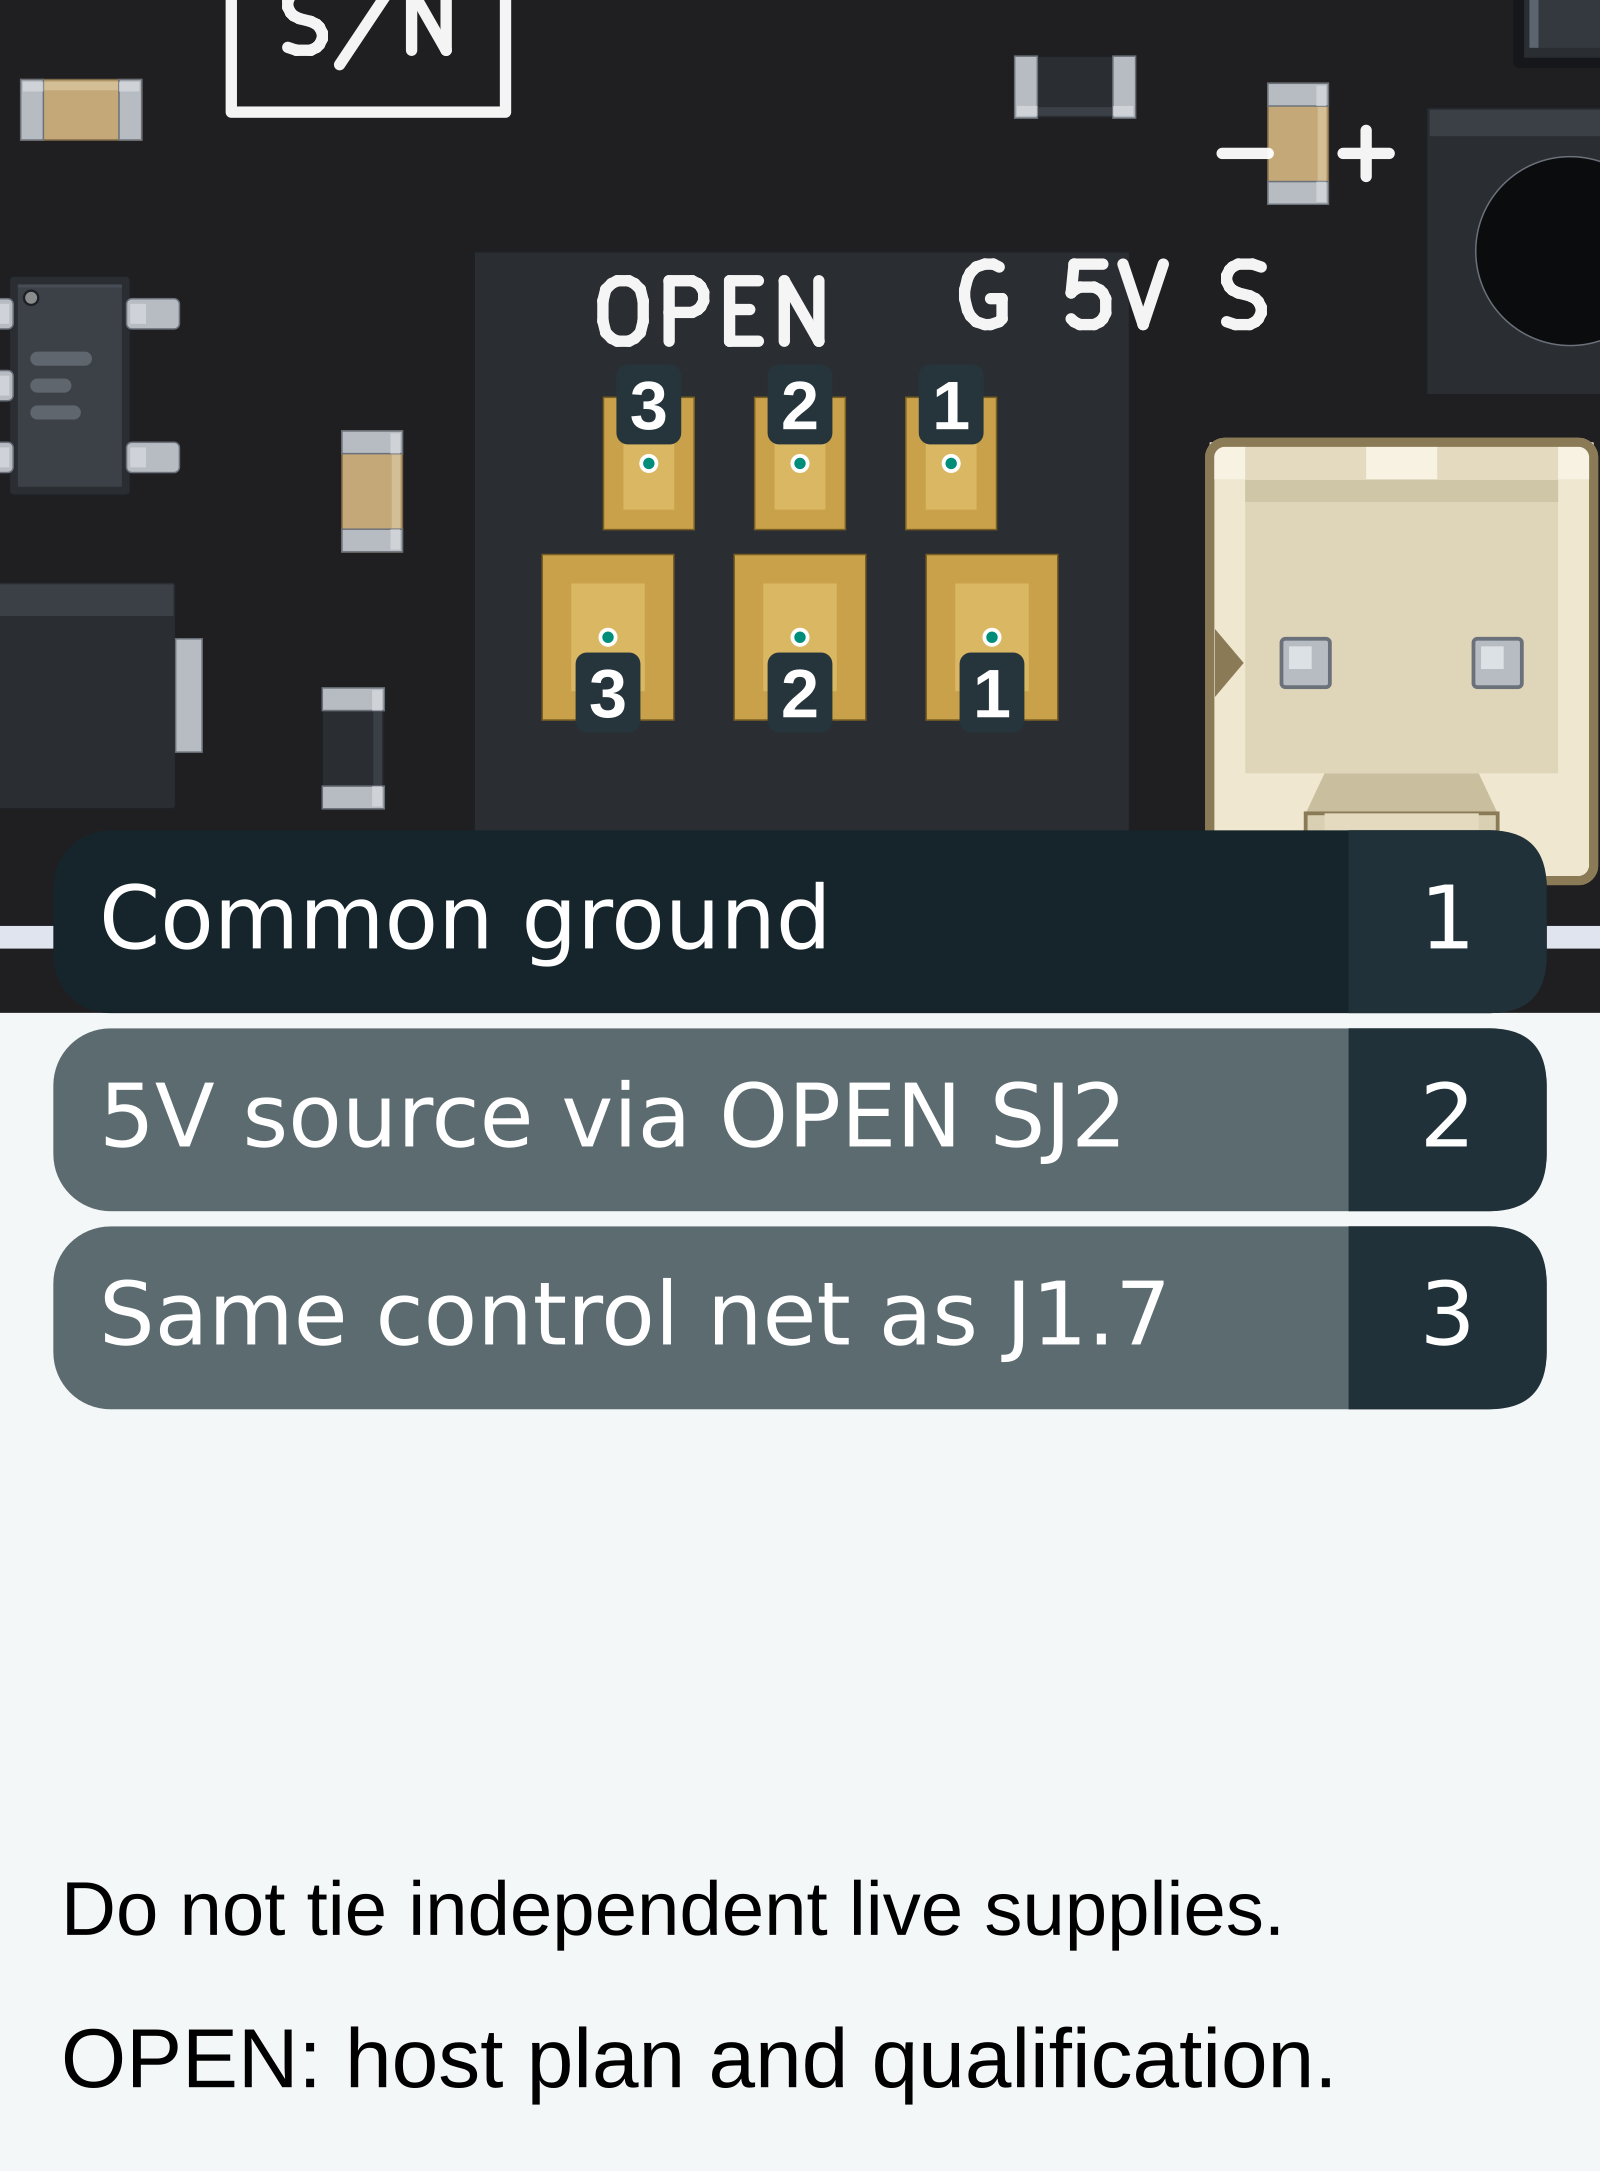 S/N
− +
OPEN G 5V S
3 2 1
3 2 1
Common ground 1
5V source via OPEN SJ2 2
Same control net as J1.7 3
Do not tie independent live supplies.
OPEN: host plan and qualification.